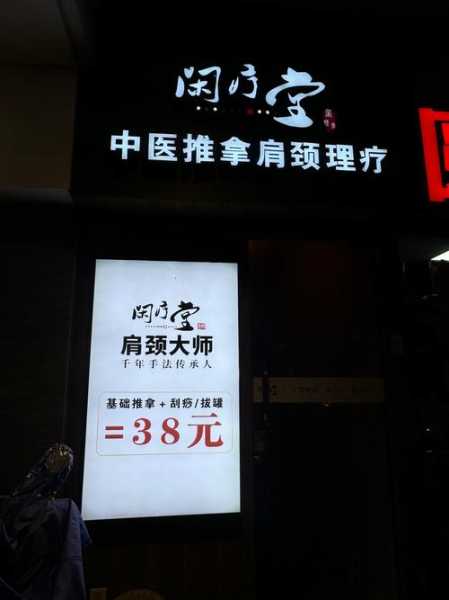 闲疗堂
中医推拿肩颈理疗
闲疗堂
肩颈大师
千年手法传承人
基础推拿+刮痧/拔罐
=38元